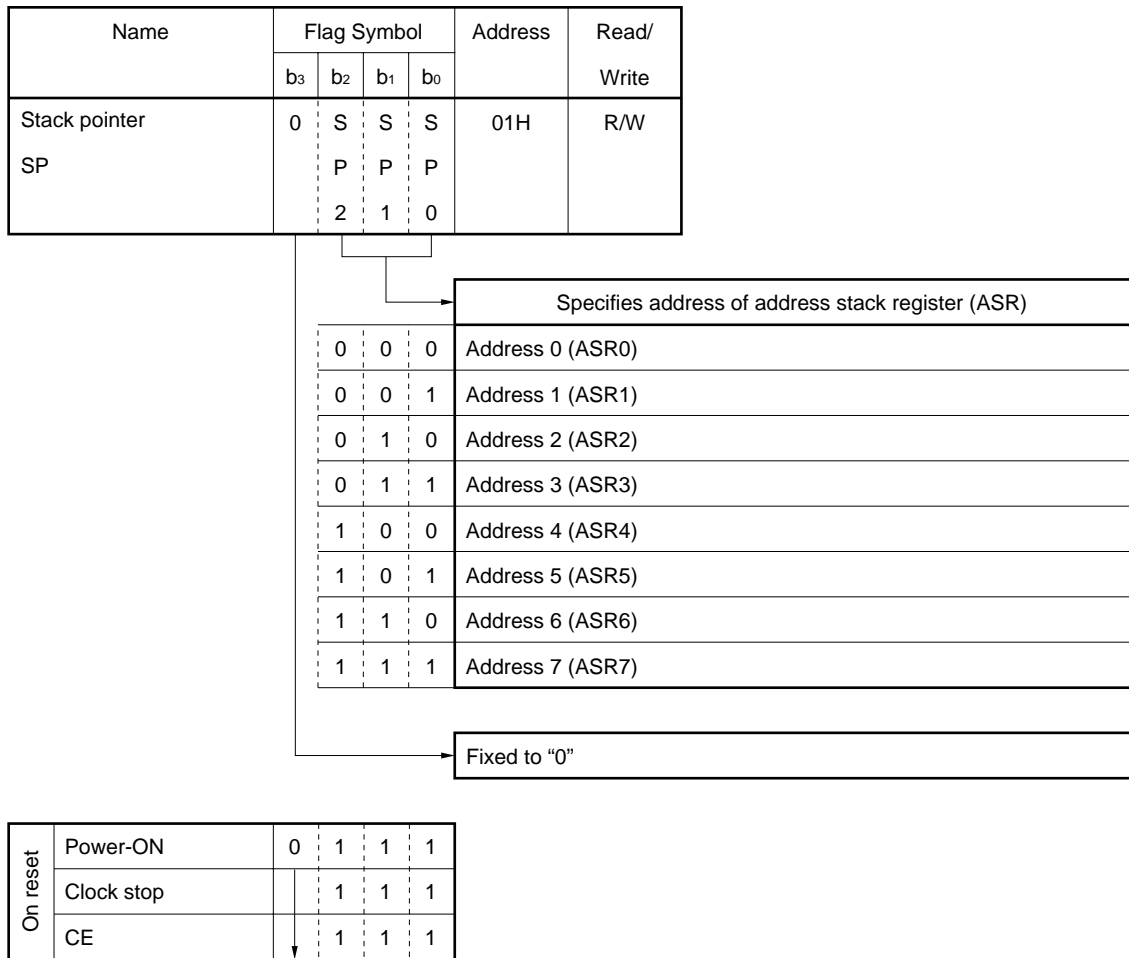 Name Flag Symbol Address Read/
b3 b2 b1 b0 Write
Stack pointer 0 S S S 01H R/W
SP P P P
2 1 0
Specifies address of address stack register (ASR)
0 0 0 Address 0 (ASR0)
0 0 1 Address 1 (ASR1)
0 1 0 Address 2 (ASR2)
0 1 1 Address 3 (ASR3)
1 0 0 Address 4 (ASR4)
1 0 1 Address 5 (ASR5)
1 1 0 Address 6 (ASR6)
1 1 1 Address 7 (ASR7)
Fixed to “0”
On reset
Power-ON 0 1 1 1
Clock stop 1 1 1
CE 1 1 1